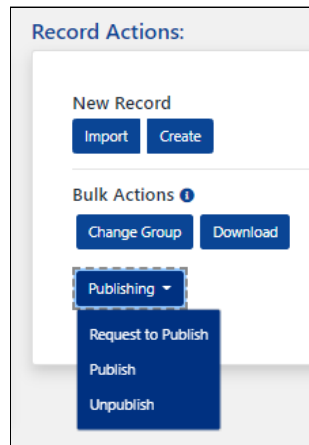 Record Actions:
New Record
Import Create
Bulk Actions
Change Group Download
Publishing
Request to Publish
Publish
Unpublish